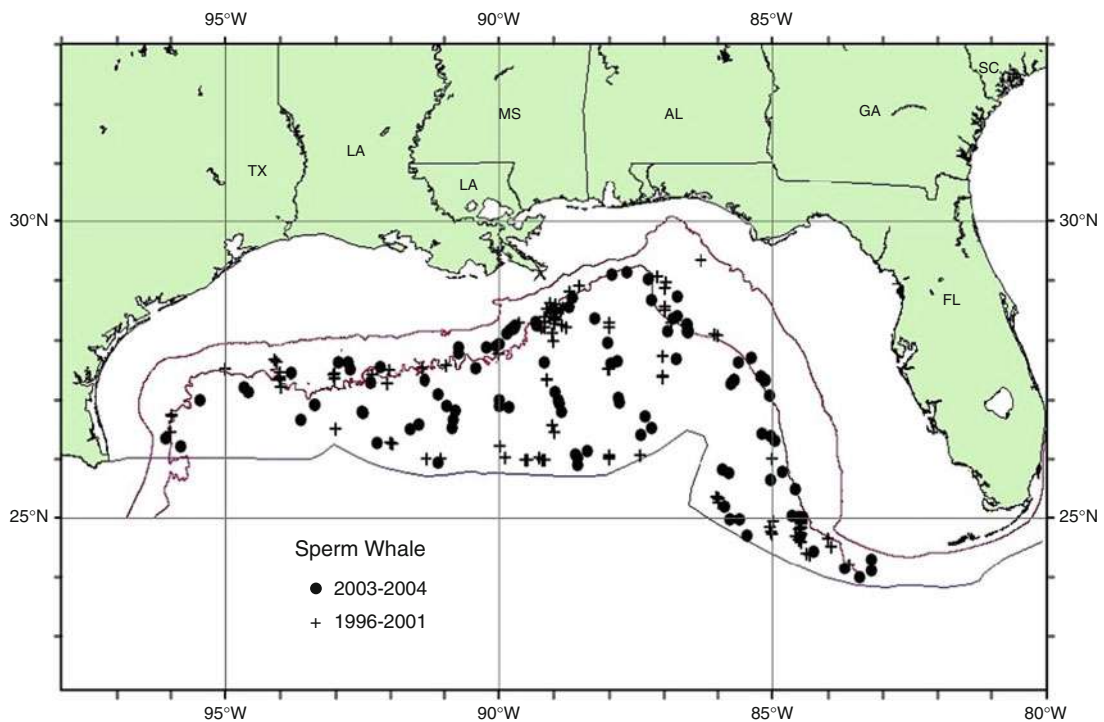 95°W 90°W 85°W
SC
MS AL GA
LA
TX
LA
30°N 30°N
FL
25°N 25°N
Sperm Whale
2003-2004
+ 1996-2001
95°W 90°W 85°W 80°W